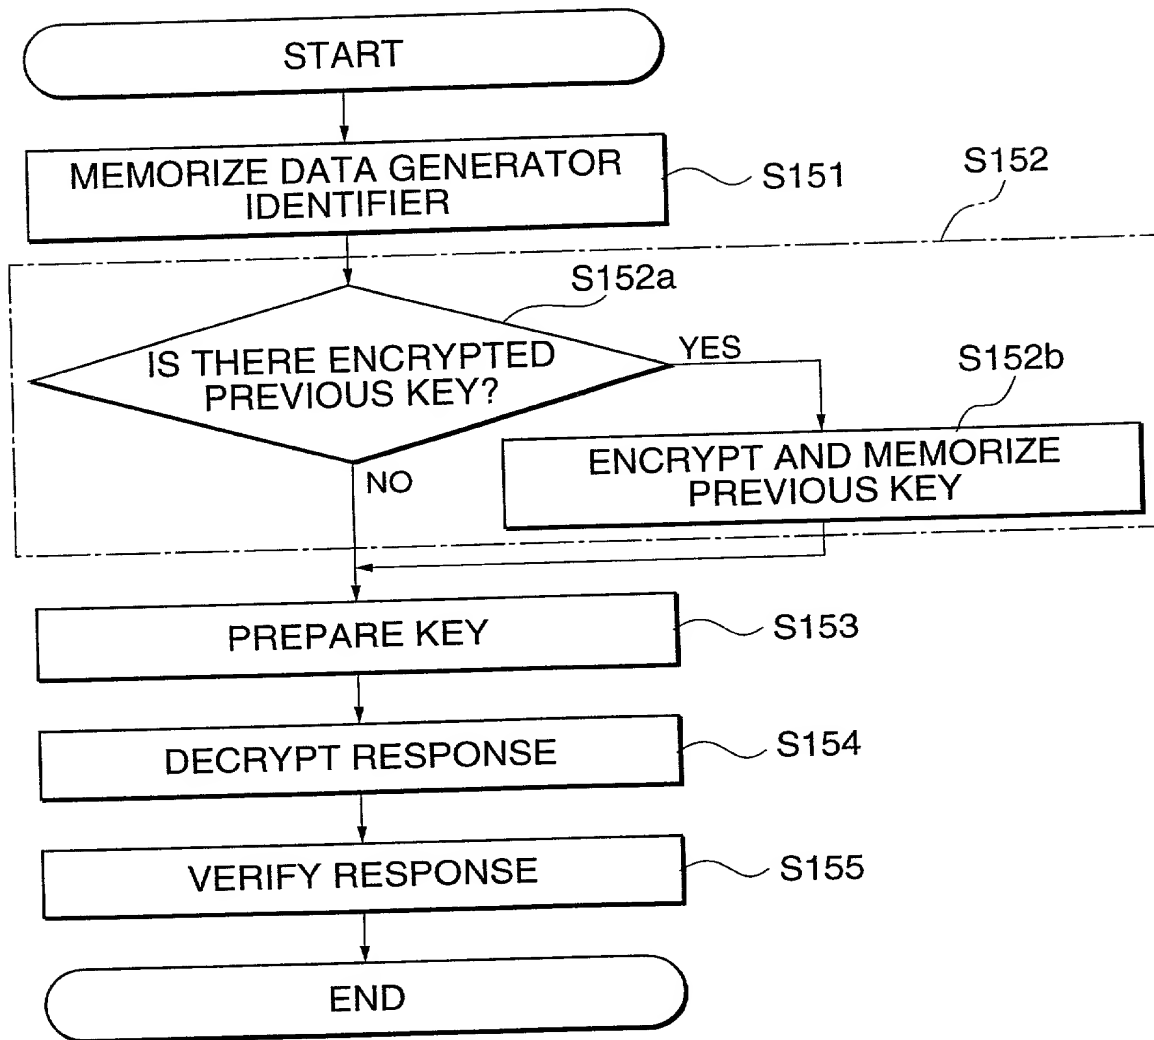 START
MEMORIZE DATA GENERATOR
IDENTIFIER
S151
S152
S152a
IS THERE ENCRYPTED
PREVIOUS KEY?
YES
S152b
ENCRYPT AND MEMORIZE
PREVIOUS KEY
NO
PREPARE KEY
S153
DECRYPT RESPONSE
S154
VERIFY RESPONSE
S155
END